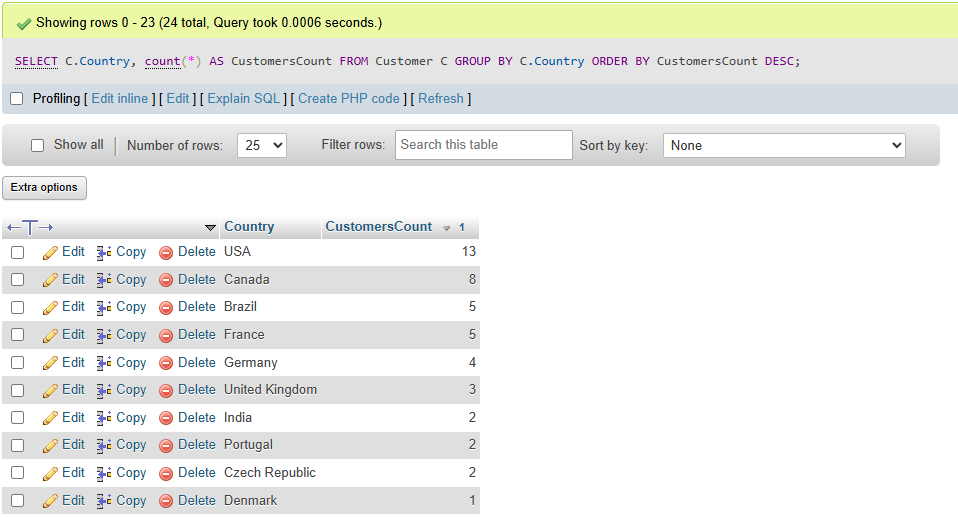 Showing rows 0 - 23 (24 total, Query took 0.0006 seconds.)
SELECT C.Country, count(*) AS CustomersCount FROM Customer C GROUP BY C.Country ORDER BY CustomersCount DESC;
Profiling [ Edit inline ] [ Edit ] [ Explain SQL ] [ Create PHP code ] [ Refresh ]
Show all Number of rows: 25 Filter rows: Search this table Sort by key: None
Extra options
Country CustomersCount 1
Edit Copy Delete USA 13
Edit Copy Delete Canada 8
Edit Copy Delete Brazil 5
Edit Copy Delete France 5
Edit Copy Delete Germany 4
Edit Copy Delete United Kingdom 3
Edit Copy Delete India 2
Edit Copy Delete Portugal 2
Edit Copy Delete Czech Republic 2
Edit Copy Delete Denmark 1